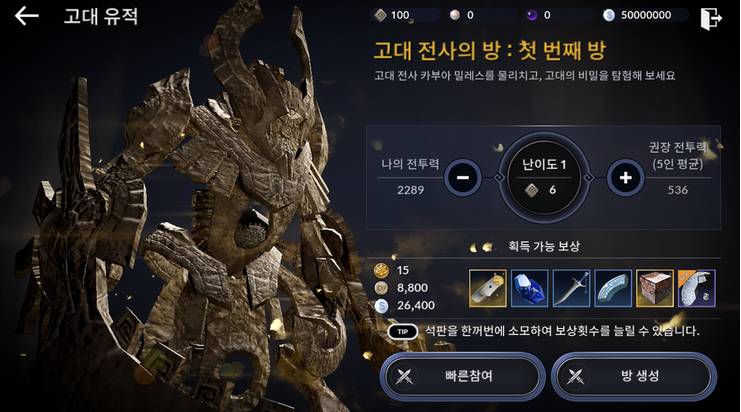 고대 유적
100
0
0
50000000
고대 전사의 방 : 첫 번째 방
고대 전사 카부아 밀레스를 물리치고, 고대의 비밀을 탐험해 보세요
나의 전투력
2289
난이도 1
6
권장 전투력
(5인 평균)
536
획득 가능 보상
15
EXP 8,800
26,400
TIP 석판을 한꺼번에 소모하여 보상횟수를 늘릴 수 있습니다.
빠른참여
방 생성